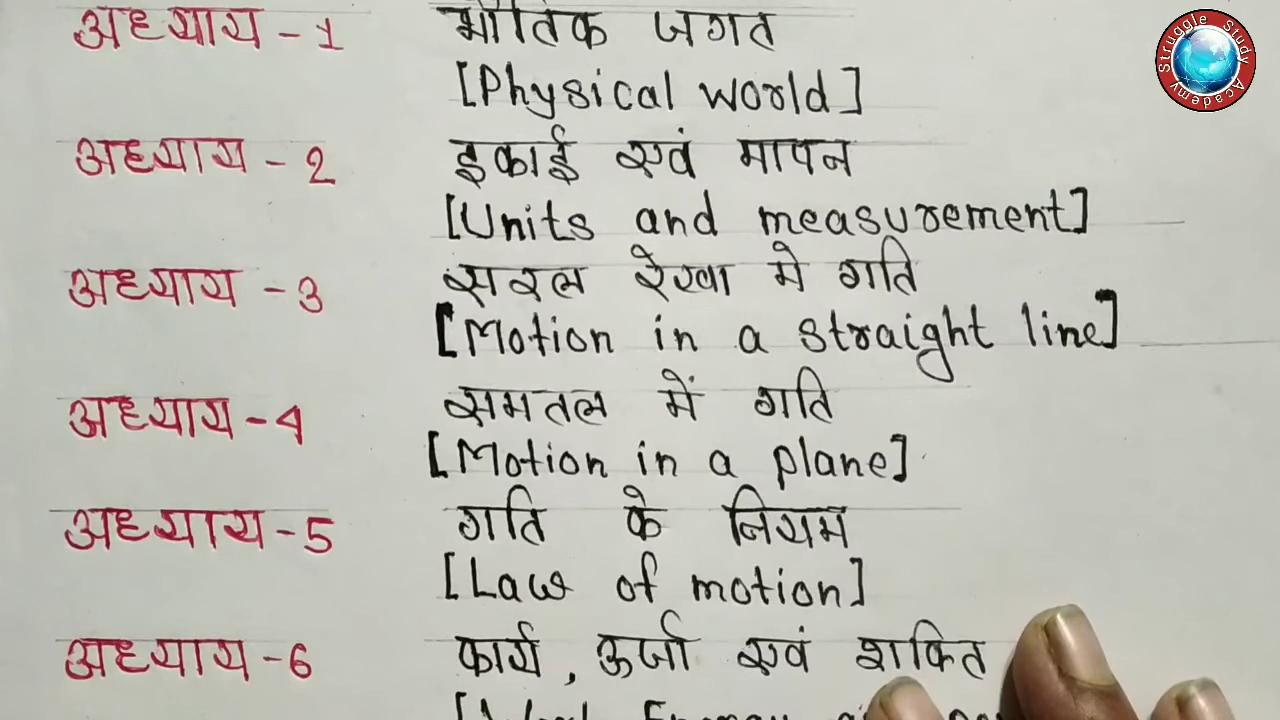 अध्याय - 1 भौतिक जगत
[Physical world]
अध्याय - 2 इकाई एवं मापन
[Units and measurement]
अध्याय - 3 सरल रेखा मे गति
[Motion in a straight line]
अध्याय - 4 समतल में गति
[Motion in a plane]
अध्याय - 5 गति के नियम
[Law of motion]
अध्याय - 6 कार्य , ऊर्जा एवं शक्ति
Struggle Study Academy